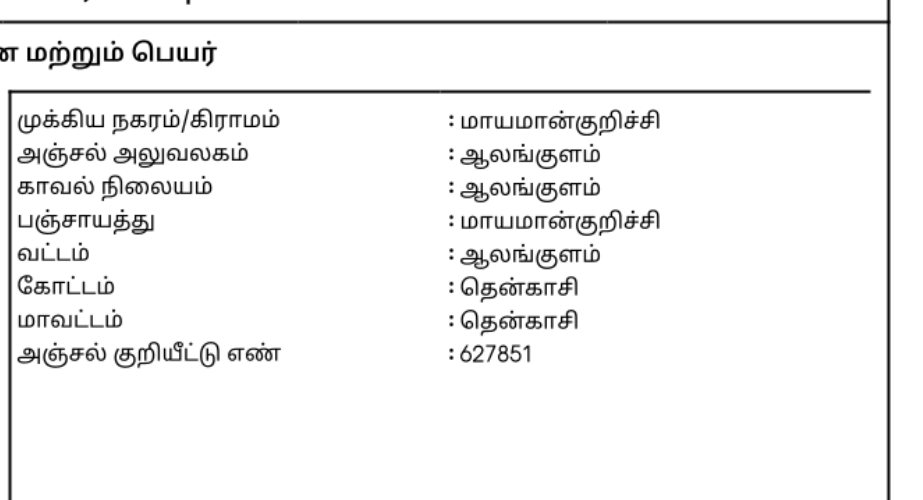 மற்றும் பெயர்
முக்கிய நகரம்/கிராமம் : மாயமான்குறிச்சி
அஞ்சல் அலுவலகம் : ஆலங்குளம்
காவல் நிலையம் : ஆலங்குளம்
பஞ்சாயத்து : மாயமான்குறிச்சி
வட்டம் : ஆலங்குளம்
கோட்டம் : தென்காசி
மாவட்டம் : தென்காசி
அஞ்சல் குறியீட்டு எண் : 627851